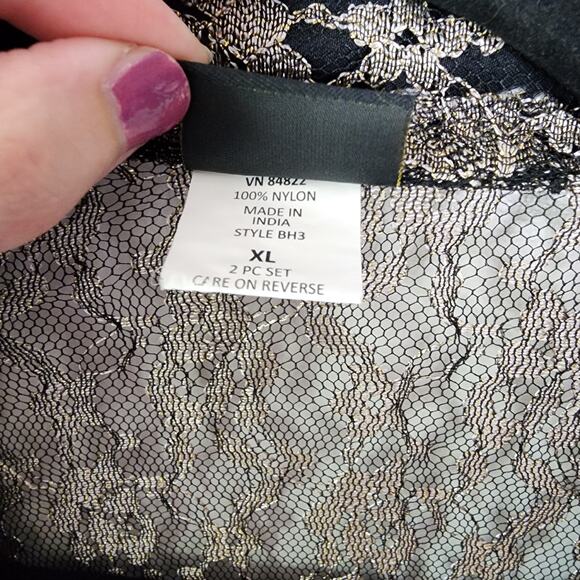 VN 84822
100% NYLON
MADE IN
INDIA
STYLE BH3
XL
2 PC SET
CARE ON REVERSE